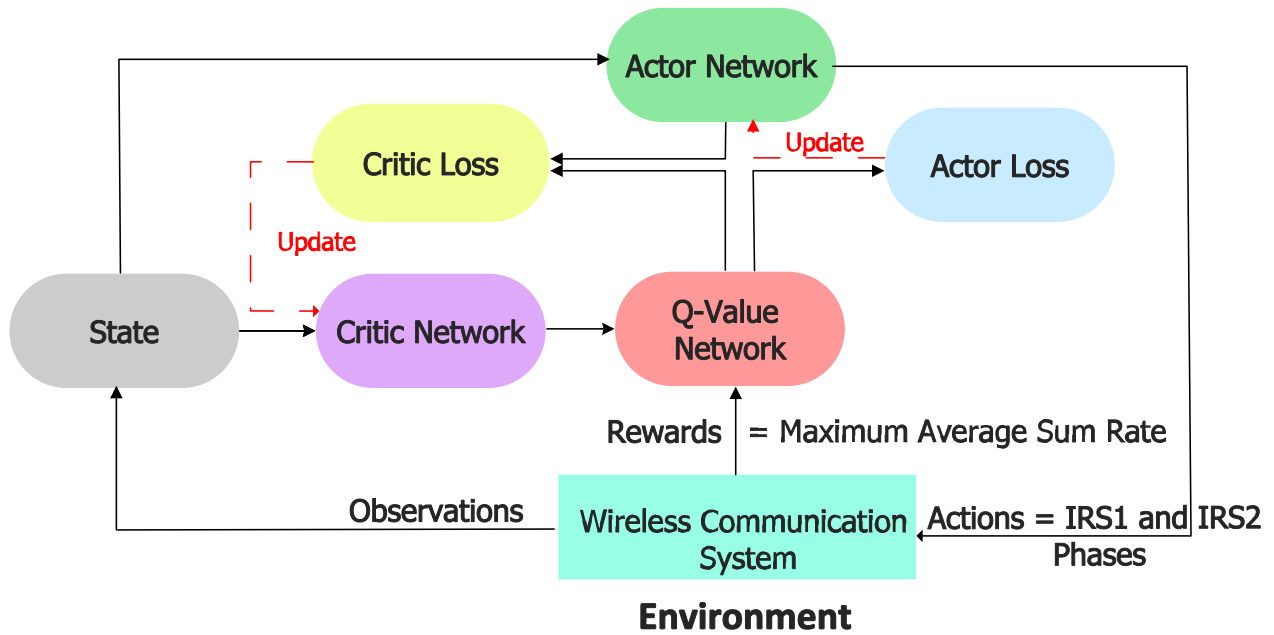 Actor Network
Update
Critic Loss
Actor Loss
Update
State
Critic Network
Q-Value
Network
Rewards = Maximum Average Sum Rate
Observations
Wireless Communication
System
Actions = IRS1 and IRS2
Phases
Environment